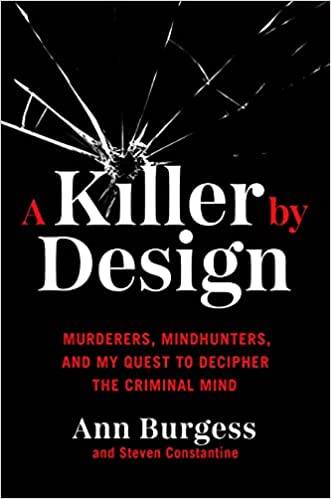 A Killer by
Design
MURDERERS, MINDHUNTERS,
AND MY QUEST TO DECIPHER
THE CRIMINAL MIND
Ann Burgess
and Steven Constantine